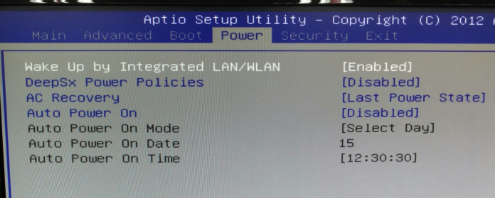 Aptio Setup Utility – Copyright (C) 2012
Main Advanced Boot Power Security Exit
Wake Up by Integrated LAN/WLAN [Enabled]
DeepSx Power Policies [Disabled]
AC Recovery [Last Power State]
Auto Power On [Disabled]
Auto Power On Mode [Select Day]
Auto Power On Date 15
Auto Power On Time [12:30:30]